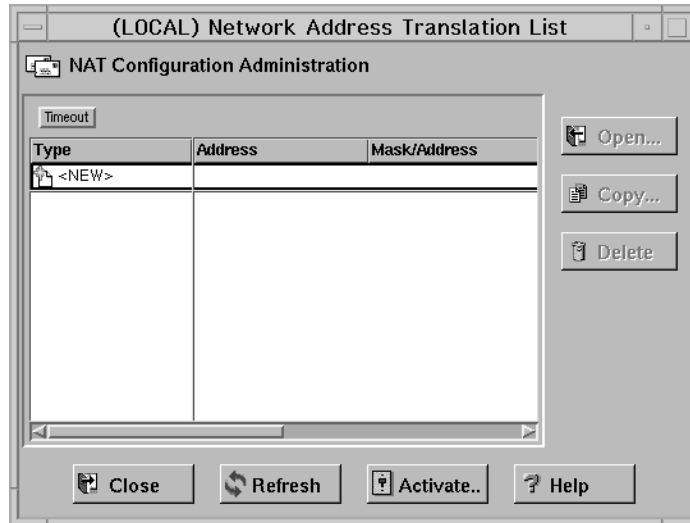 (LOCAL) Network Address Translation List
NAT Configuration Administration
Timeout
Type Address Mask/Address
<NEW>
Open...
Copy...
Delete
Close Refresh Activate.. Help